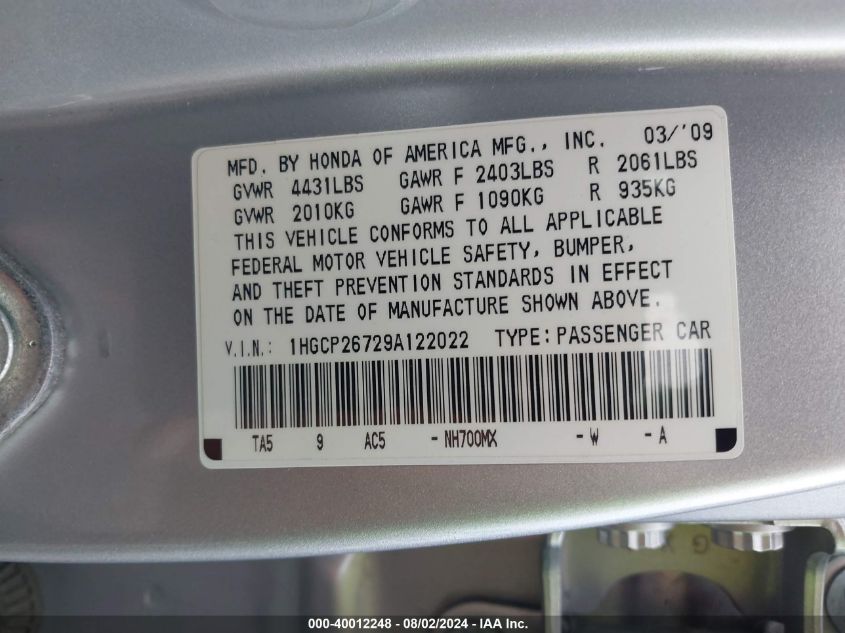 MFD. BY HONDA OF AMERICA MFG., INC. 03/'09
GVWR 4431LBS GAWR F 2403LBS R 2061LBS
GVWR 2010KG GAWR F 1090KG R 935KG
THIS VEHICLE CONFORMS TO ALL APPLICABLE
FEDERAL MOTOR VEHICLE SAFETY, BUMPER,
AND THEFT PREVENTION STANDARDS IN EFFECT
ON THE DATE OF MANUFACTURE SHOWN ABOVE.
V.I.N.: 1HGCP26729A122022 TYPE: PASSENGER CAR
TA5 9 AC5 - NH700MX - W - A
000-40012248 - 08/02/2024 - IAA Inc.